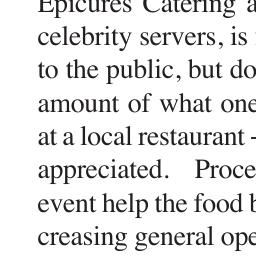 Epicures Catering a
celebrity servers, is
to the public, but do
amount of what one
at a local restaurant -
appreciated. Proce
event help the food b
creasing general ope